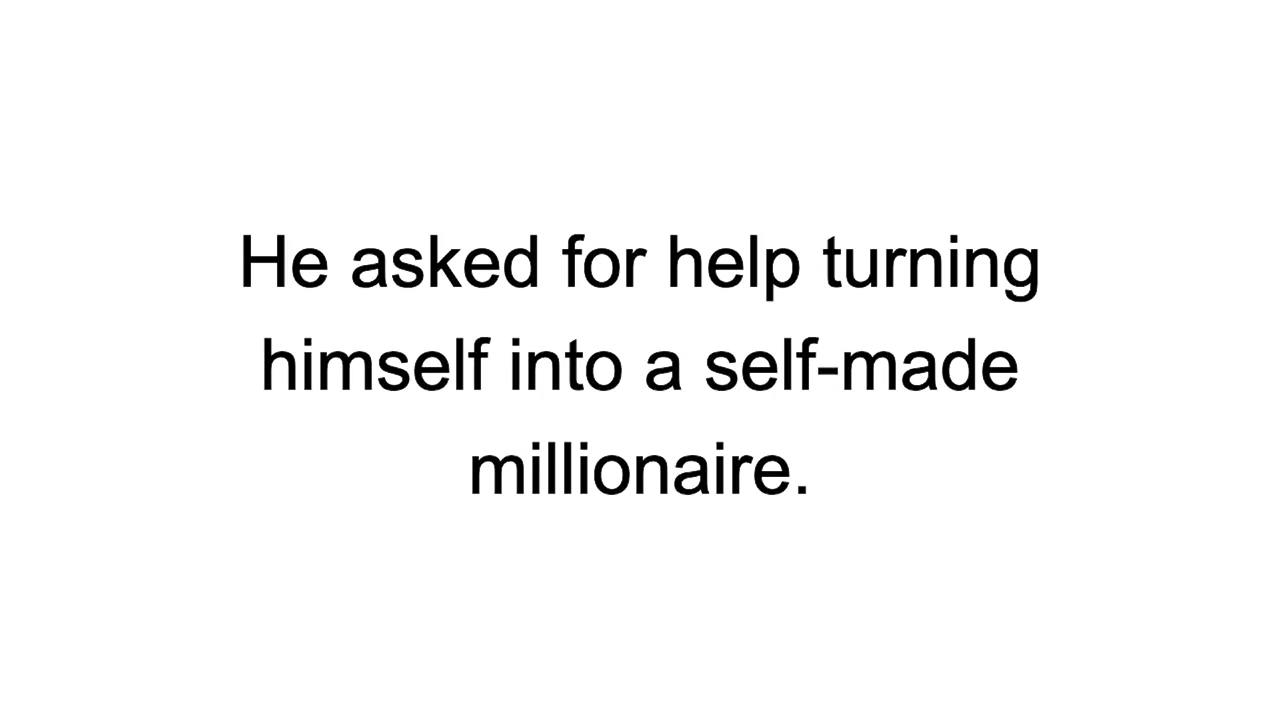 He asked for help turning
himself into a self-made
millionaire.